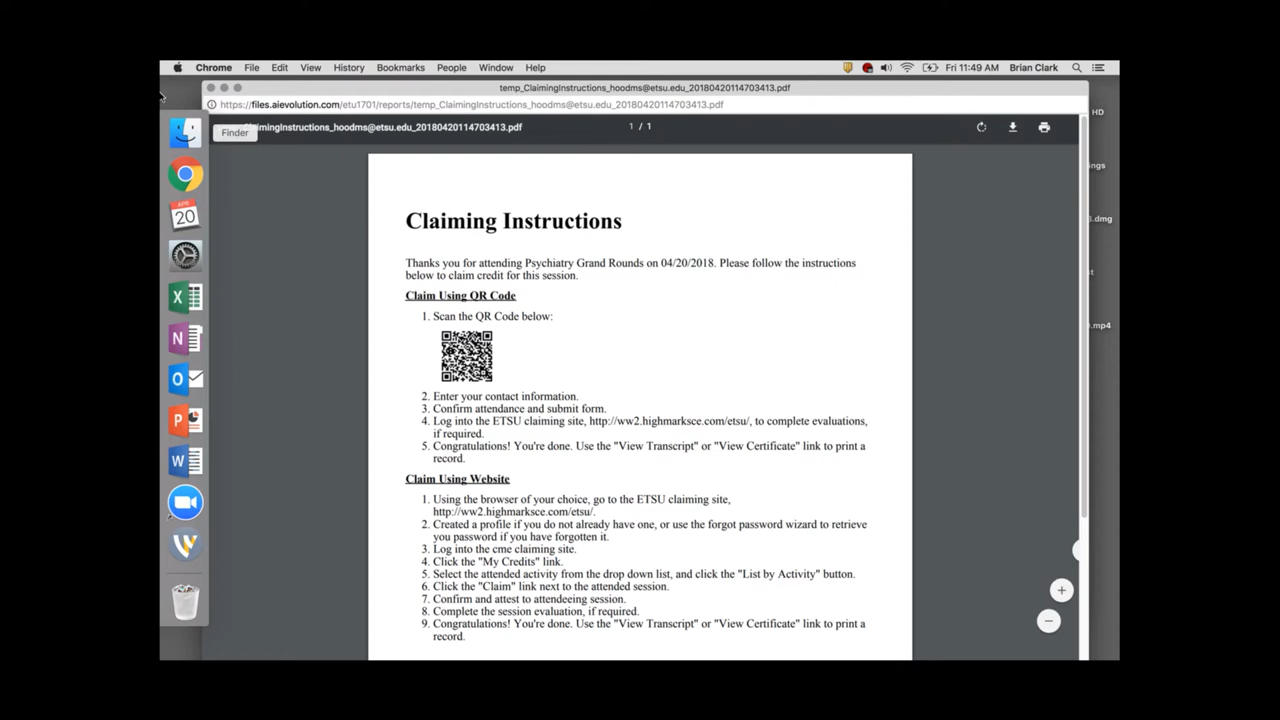 Chrome File Edit View History Bookmarks People Window Help Fri 11:49 AM Brian Clark
temp_ClaimingInstructions_hoodms@etsu.edu_20180420114703413.pdf
https://files.aievolution.com/etu1701/reports/temp_ClaimingInstructions_hoodms@etsu.edu_20180420114703413.pdf
HD
Finder
aimingInstructions_hoodms@etsu.edu_20180420114703413.pdf 1 / 1
ngs
APR
20
.dmg
st
.mp4
Claiming Instructions
Thanks you for attending Psychiatry Grand Rounds on 04/20/2018. Please follow the instructions
below to claim credit for this session.
Claim Using QR Code
1. Scan the QR Code below:
2. Enter your contact information.
3. Confirm attendance and submit form.
4. Log into the ETSU claiming site, http://ww2.highmarksce.com/etsu/, to complete evaluations,
if required.
5. Congratulations! You're done. Use the "View Transcript" or "View Certificate" link to print a
record.
Claim Using Website
1. Using the browser of your choice, go to the ETSU claiming site,
http://ww2.highmarksce.com/etsu/.
2. Created a profile if you do not already have one, or use the forgot password wizard to retrieve
you password if you have forgotten it.
3. Log into the cme claiming site.
4. Click the "My Credits" link.
5. Select the attended activity from the drop down list, and click the "List by Activity" button.
6. Click the "Claim" link next to the attended session.
7. Confirm and attest to attendeeing session.
8. Complete the session evaluation, if required.
9. Congratulations! You're done. Use the "View Transcript" or "View Certificate" link to print a
record.